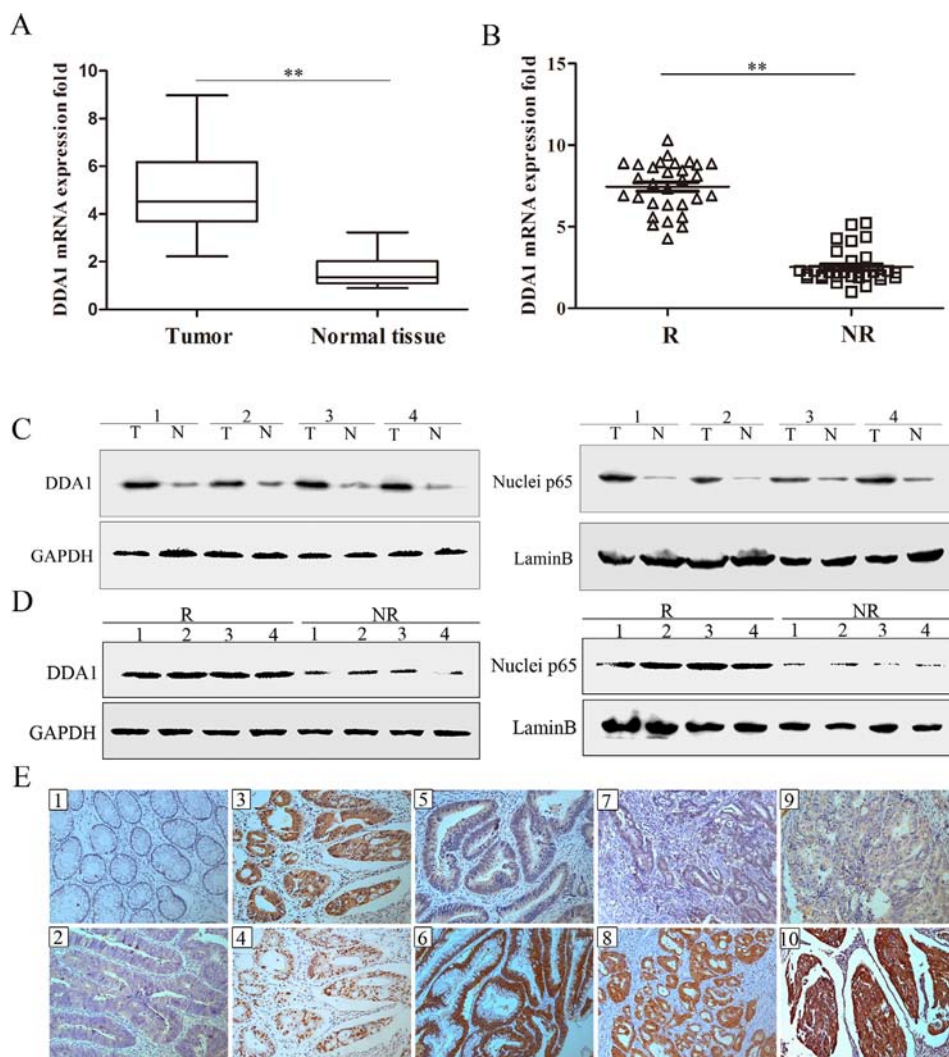 A
DDA1 mRNA expression fold
10
8
6
4
2
0
**
Tumor Normal tissue
B
DDA1 mRNA expression fold
15
10
5
0
**
R NR
C
1 2 3 4
T N T N T N T N
DDA1
GAPDH
1 2 3 4
T N T N T N T N
Nuclei p65
LaminB
D
R NR
1 2 3 4 1 2 3 4
DDA1
GAPDH
R NR
1 2 3 4 1 2 3 4
Nuclei p65
LaminB
E
1 3 5 7 9
2 4 6 8 10